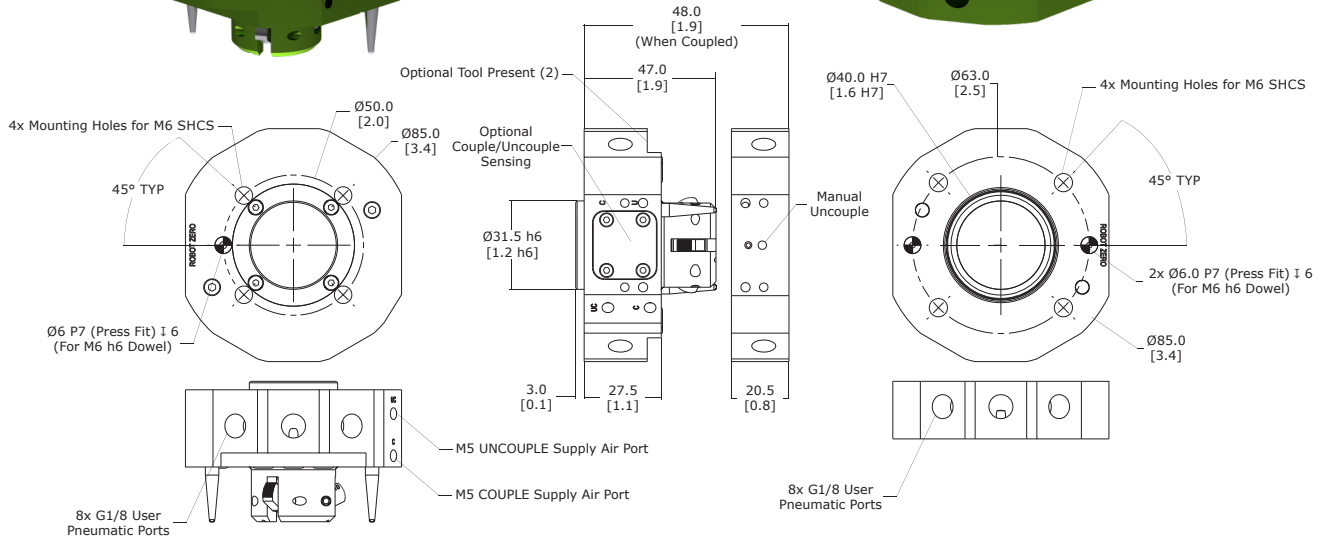 48.0
[1.9]
(When Coupled)
47.0
[1.9]
Optional Tool Present (2)
Ø50.0
[2.0]
4x Mounting Holes for M6 SHCS
Ø85.0
[3.4]
Optional
Couple/Uncouple
Sensing
45° TYP
ROBOT ZERO
Ø6 P7 (Press Fit) ↧ 6
(For M6 h6 Dowel)
C
U
Ø31.5 h6
[1.2 h6]
UC
C
Manual
Uncouple
3.0
[0.1]
27.5
[1.1]
20.5
[0.8]
Ø40.0 H7
[1.6 H7]
Ø63.0
[2.5]
4x Mounting Holes for M6 SHCS
45° TYP
ROBOT ZERO
2x Ø6.0 P7 (Press Fit) ↧ 6
(For M6 h6 Dowel)
Ø85.0
[3.4]
C
M5 UNCOUPLE Supply Air Port
M5 COUPLE Supply Air Port
8x G1/8 User
Pneumatic Ports
8x G1/8 User
Pneumatic Ports